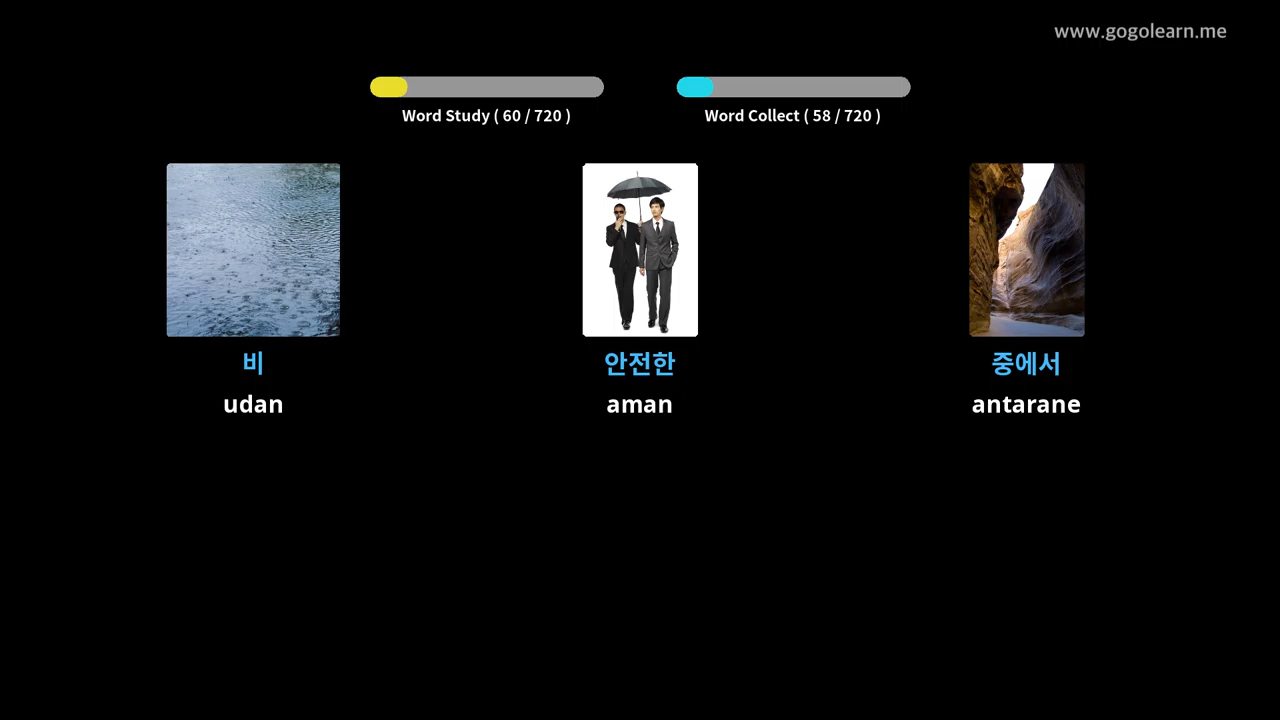 www.gogolearn.me
Word Study ( 60 / 720 )
Word Collect ( 58 / 720 )
비
안전한
중에서
udan
aman
antarane